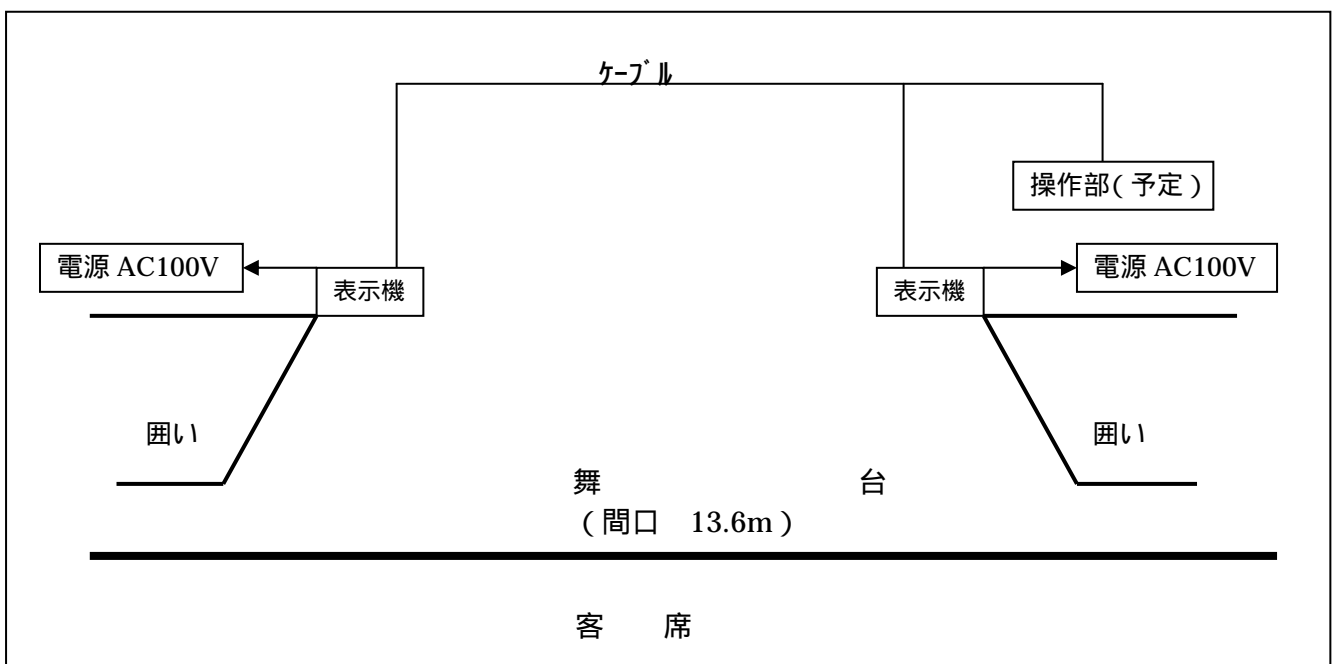 ケーブル
操作部(予定)
電源 AC100V
表示機
表示機
電源 AC100V
囲い
囲い
舞 台
(間口 13.6m)
客 席